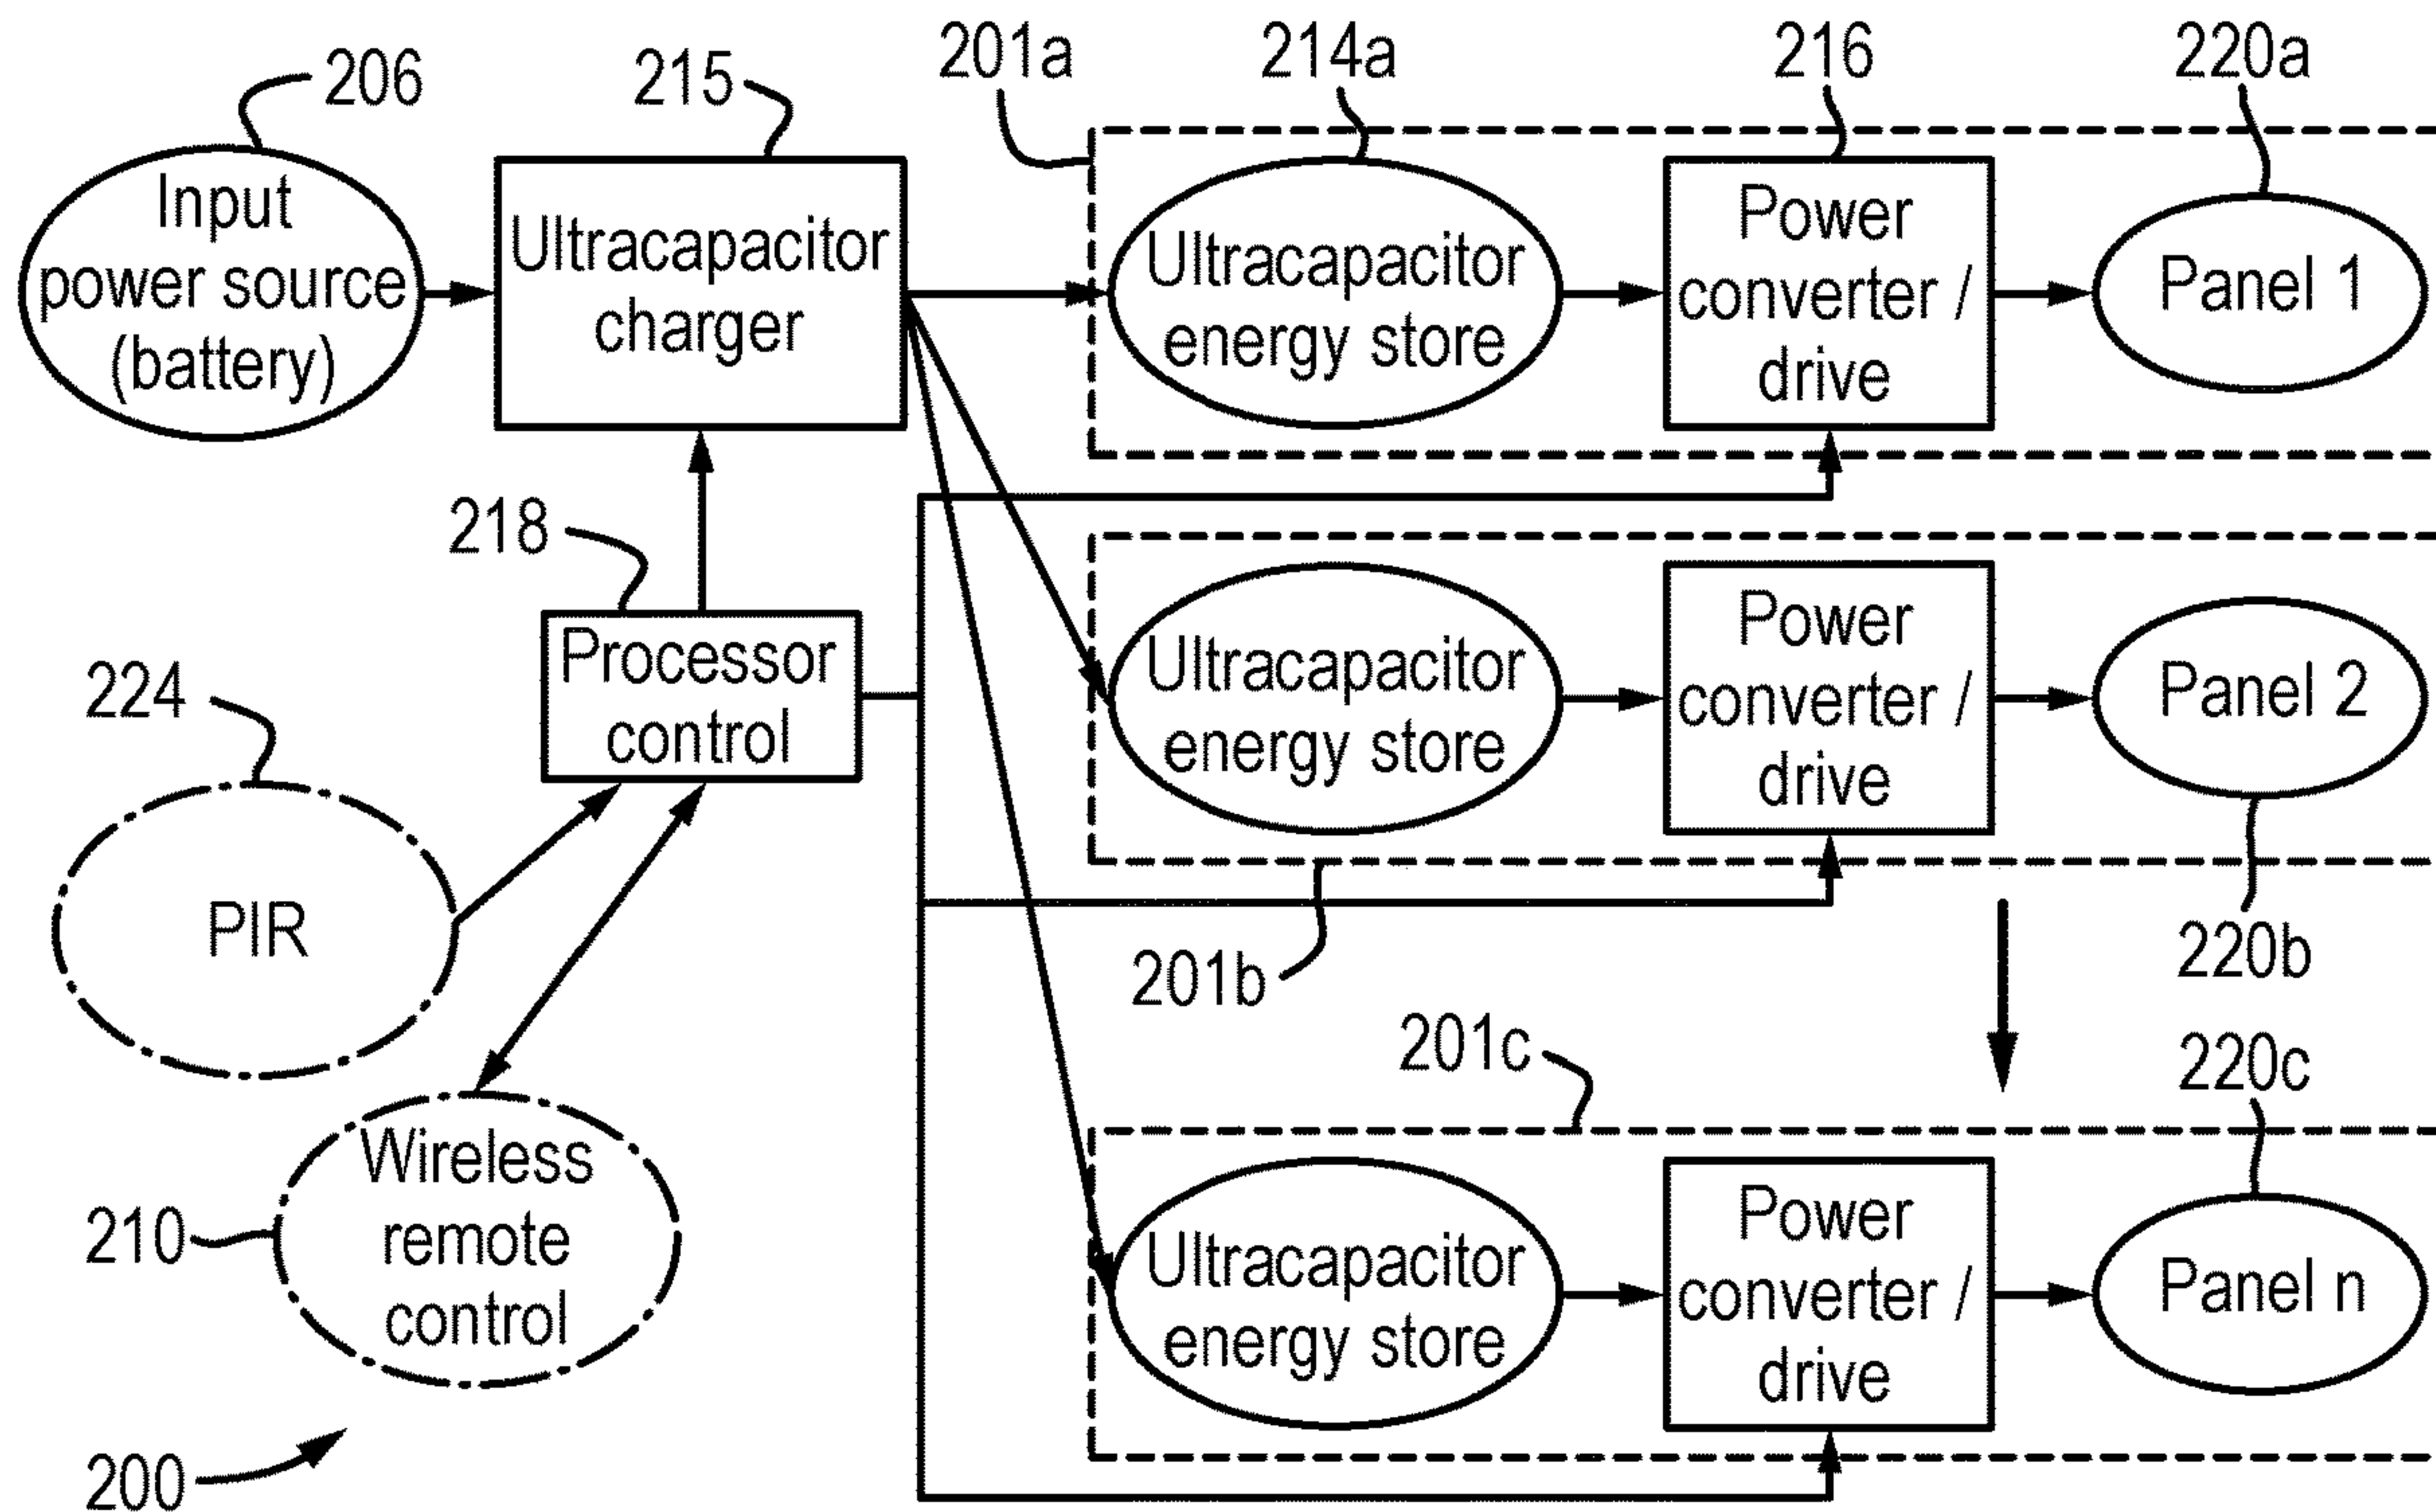 206
215
201a
214a
216
220a
Input
power source
(battery)
Ultracapacitor
charger
Ultracapacitor
energy store
Power
converter /
drive
Panel 1
218
Processor
control
Ultracapacitor
energy store
Power
converter /
drive
Panel 2
224
PIR
201b
220b
201c
220c
Wireless
remote
control
210
Ultracapacitor
energy store
Power
converter /
drive
Panel n
200